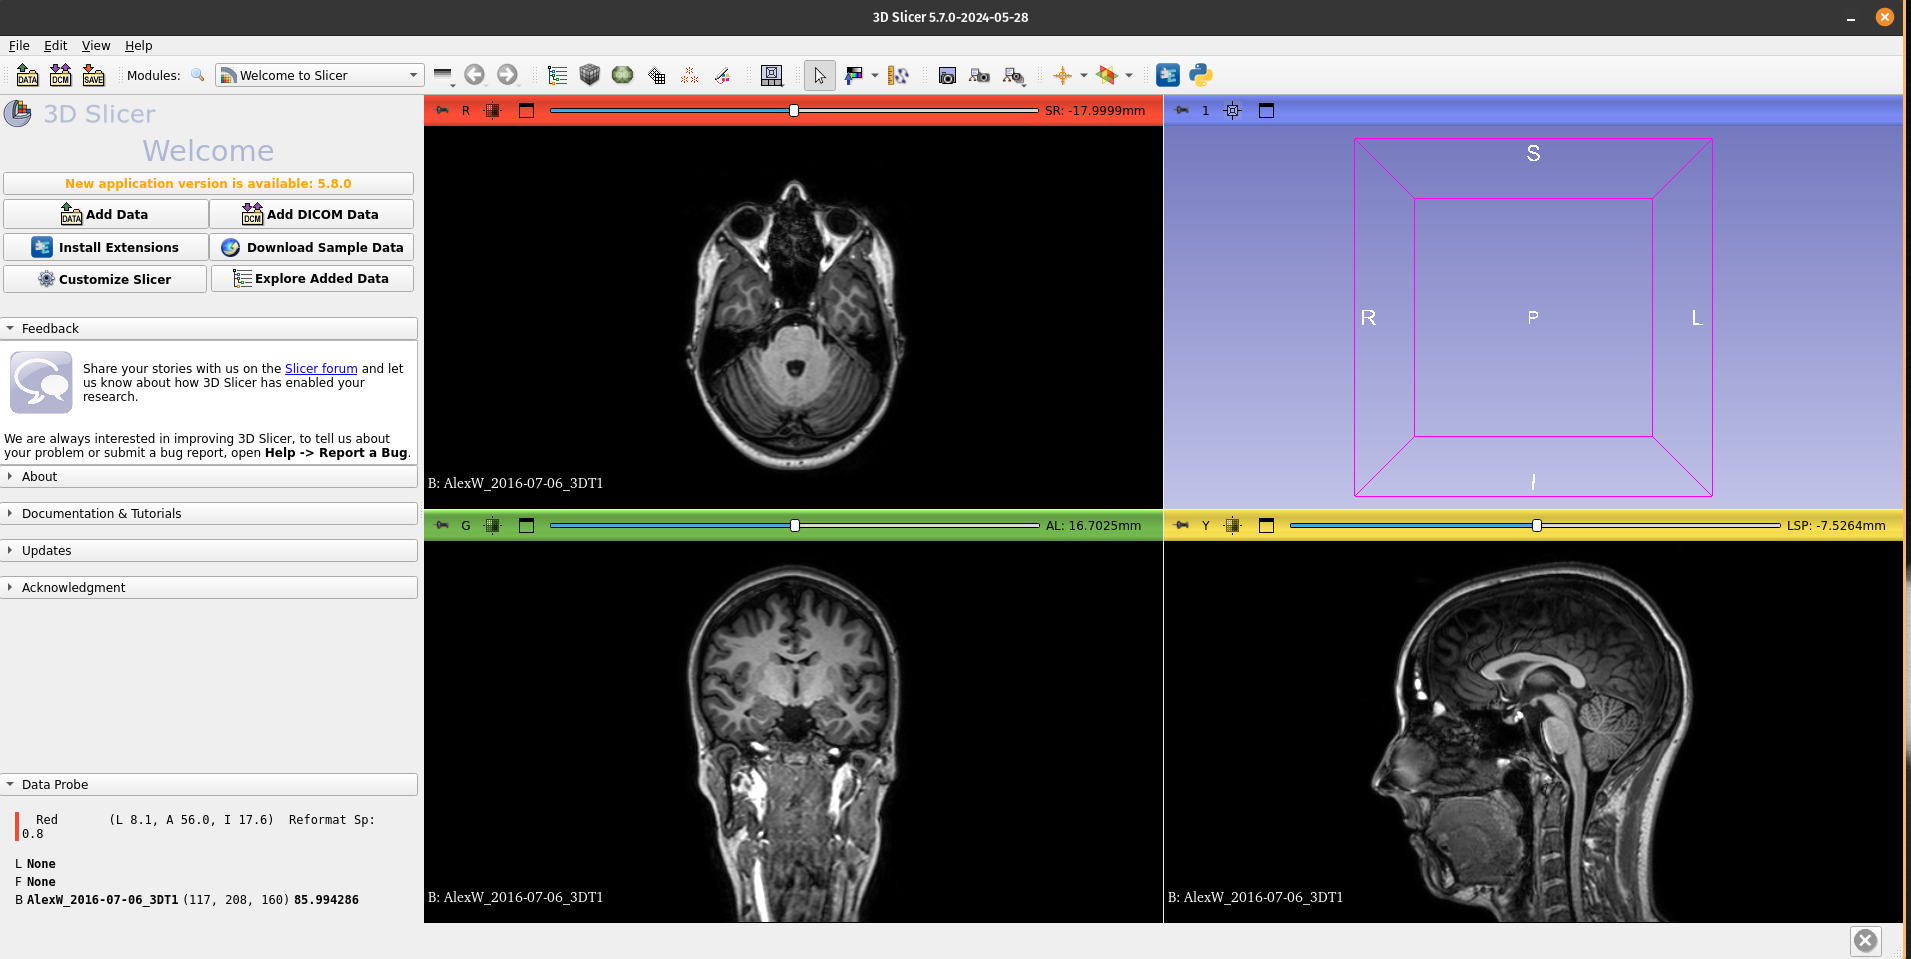 3D Slicer 5.7.0-2024-05-28
File Edit View Help
DATA DCM SAVE Modules: Welcome to Slicer
3D Slicer
Welcome
New application version is available: 5.8.0
DATA Add Data DCM Add DICOM Data
Install Extensions Download Sample Data
Customize Slicer Explore Added Data
Feedback
Share your stories with us on the Slicer forum and let
us know about how 3D Slicer has enabled your
research.
We are always interested in improving 3D Slicer, to tell us about
your problem or submit a bug report, open Help -> Report a Bug.
About
Documentation & Tutorials
Updates
Acknowledgment
Data Probe
Red (L 8.1, A 56.0, I 17.6) Reformat Sp:
0.8
L None
F None
B AlexW_2016-07-06_3DT1 (117, 208, 160) 85.994286
R SR: -17.9999mm
B: AlexW_2016-07-06_3DT1
1
S
R P L
I
G AL: 16.7025mm
B: AlexW_2016-07-06_3DT1
Y LSP: -7.5264mm
B: AlexW_2016-07-06_3DT1